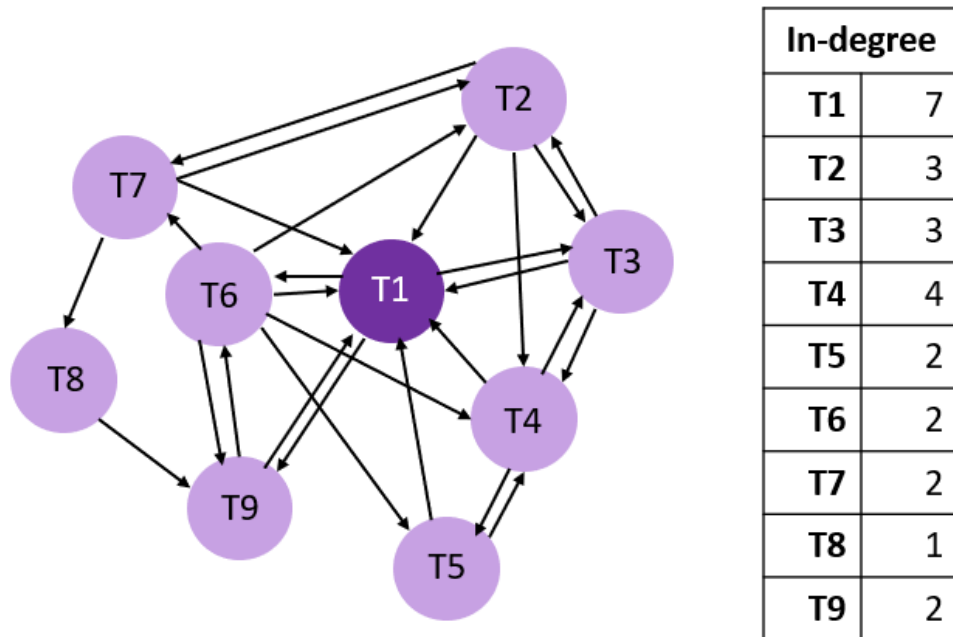 T2
T7
T3
T6
T1
T8
T4
T9
T5
In-degree
T1 7
T2 3
T3 3
T4 4
T5 2
T6 2
T7 2
T8 1
T9 2